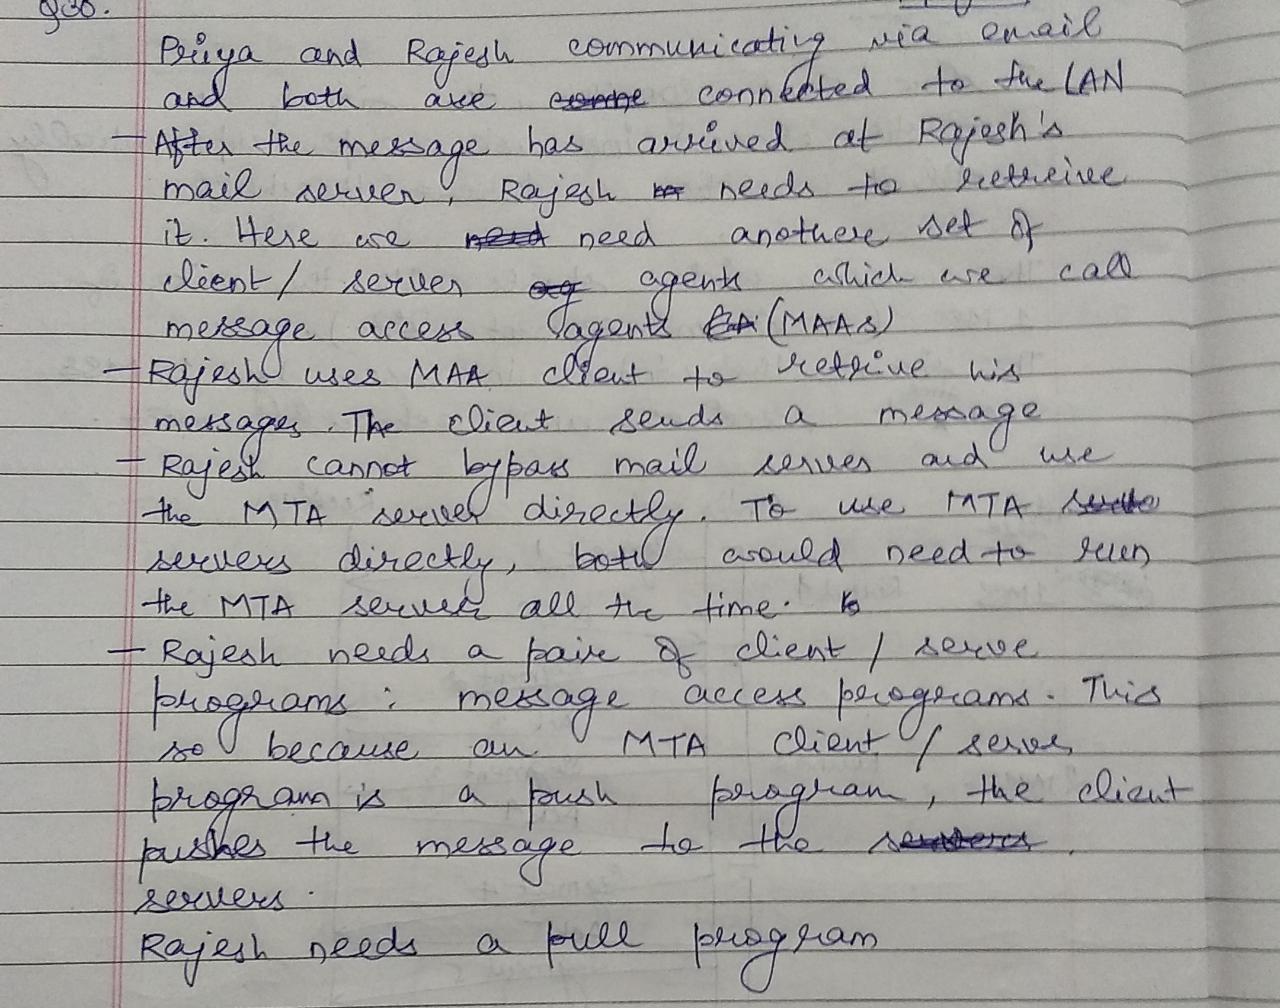 Q30.
Priya and Rajesh communicating via email
and both are connected to the LAN
- After the message has arrived at Rajesh's
mail server, Rajesh needs to retreive
it. Here we need another set of
client/ server agents which we call
message access agents (MAAs)
- Rajesh uses MAA client to retrive his
messages. The client sends a message
- Rajesh cannot bypass mail server and use
the MTA server directly. To use MTA
servers directly, both would need to run
the MTA server all the time.
- Rajesh needs a pair of client / serve
programs : message access programs. This
so because an MTA client / server
program is a push program, the client
pushes the message to the
servers.
Rajesh needs a pull program